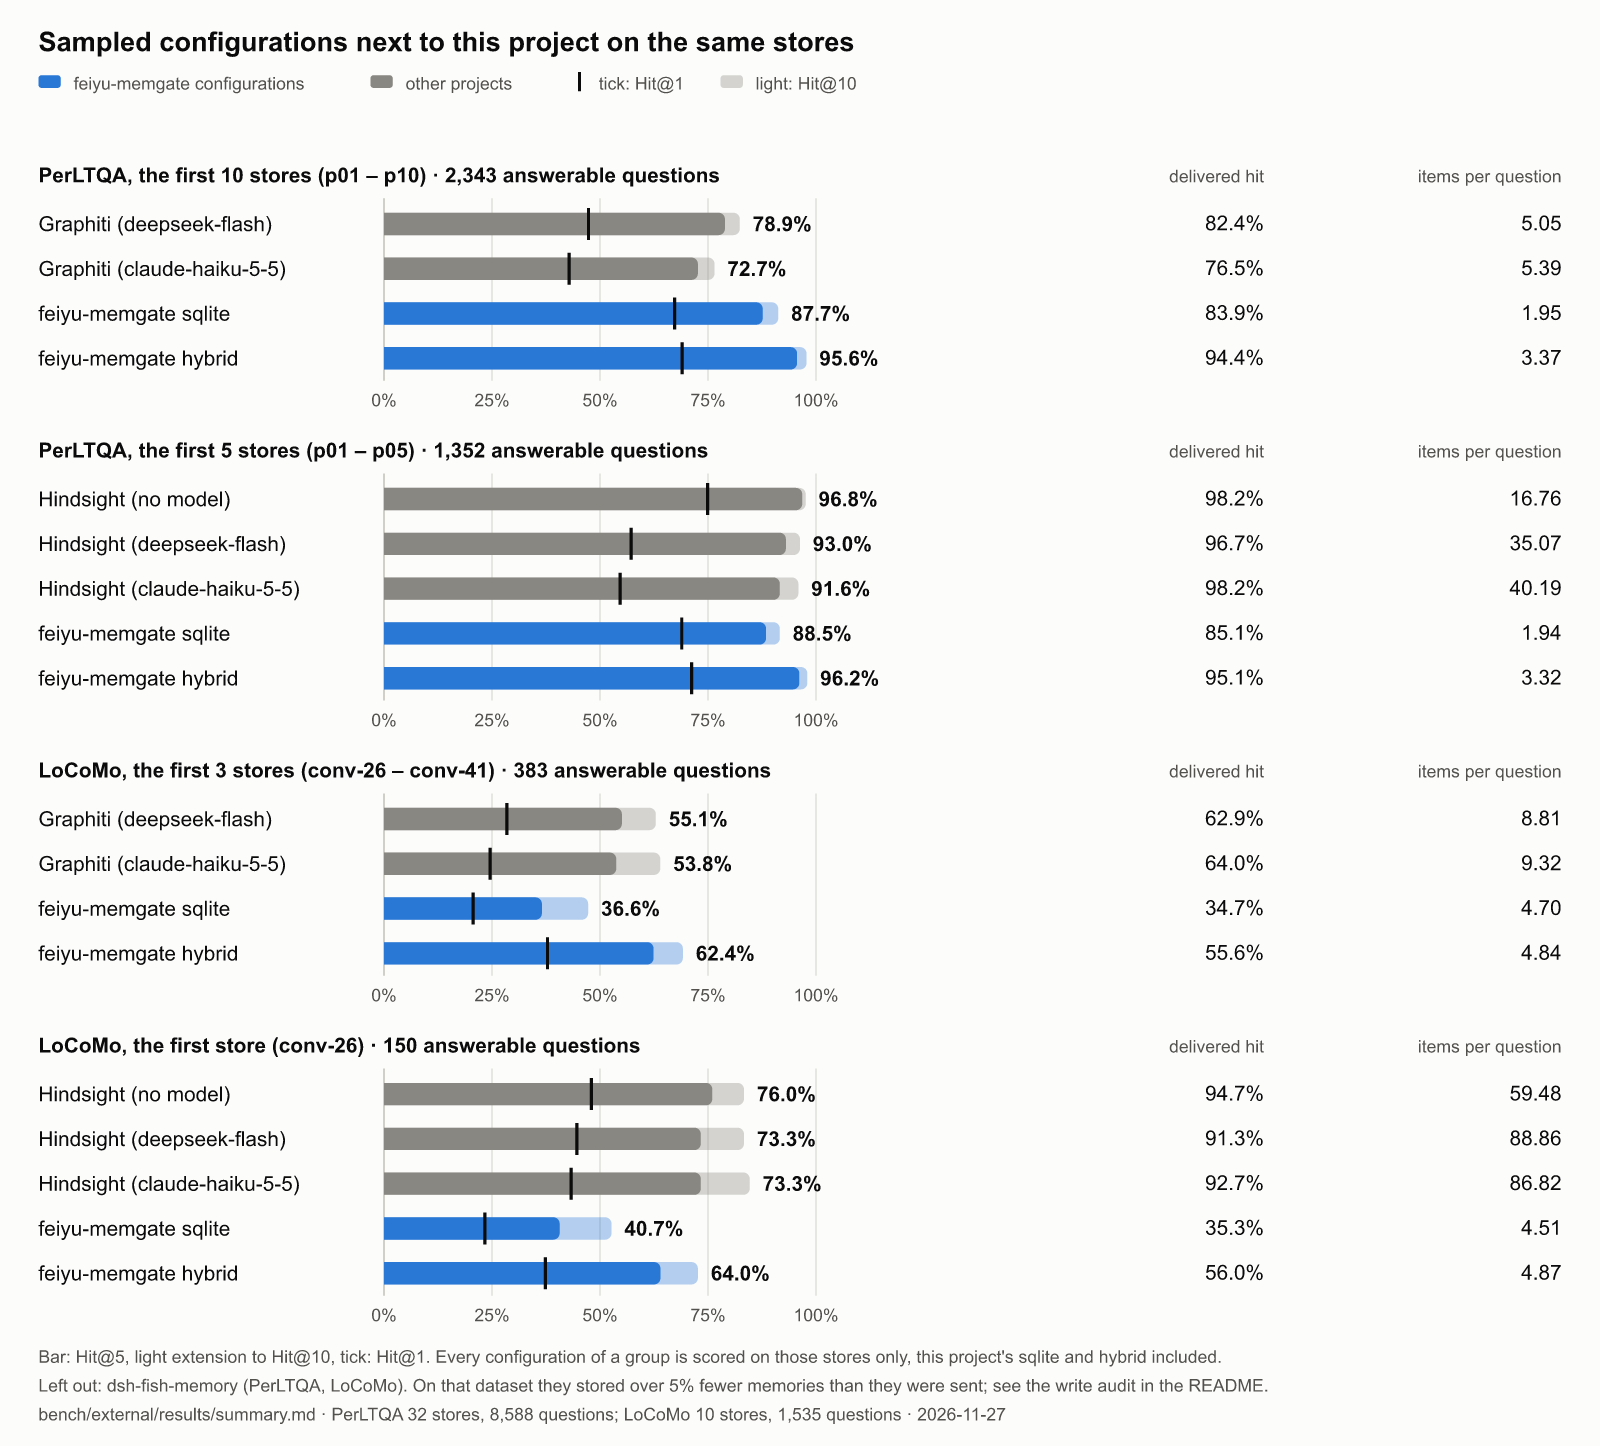 Sampled configurations next to this project on the same stores
feiyu-memgate configurations other projects tick: Hit@1 light: Hit@10
PerLTQA, the first 10 stores (p01 – p10) · 2,343 answerable questions delivered hit items per question
Graphiti (deepseek-flash) 78.9% 82.4% 5.05
Graphiti (claude-haiku-5-5) 72.7% 76.5% 5.39
feiyu-memgate sqlite 87.7% 83.9% 1.95
feiyu-memgate hybrid 95.6% 94.4% 3.37
0% 25% 50% 75% 100%
PerLTQA, the first 5 stores (p01 – p05) · 1,352 answerable questions delivered hit items per question
Hindsight (no model) 96.8% 98.2% 16.76
Hindsight (deepseek-flash) 93.0% 96.7% 35.07
Hindsight (claude-haiku-5-5) 91.6% 98.2% 40.19
feiyu-memgate sqlite 88.5% 85.1% 1.94
feiyu-memgate hybrid 96.2% 95.1% 3.32
0% 25% 50% 75% 100%
LoCoMo, the first 3 stores (conv-26 – conv-41) · 383 answerable questions delivered hit items per question
Graphiti (deepseek-flash) 55.1% 62.9% 8.81
Graphiti (claude-haiku-5-5) 53.8% 64.0% 9.32
feiyu-memgate sqlite 36.6% 34.7% 4.70
feiyu-memgate hybrid 62.4% 55.6% 4.84
0% 25% 50% 75% 100%
LoCoMo, the first store (conv-26) · 150 answerable questions delivered hit items per question
Hindsight (no model) 76.0% 94.7% 59.48
Hindsight (deepseek-flash) 73.3% 91.3% 88.86
Hindsight (claude-haiku-5-5) 73.3% 92.7% 86.82
feiyu-memgate sqlite 40.7% 35.3% 4.51
feiyu-memgate hybrid 64.0% 56.0% 4.87
0% 25% 50% 75% 100%
Bar: Hit@5, light extension to Hit@10, tick: Hit@1. Every configuration of a group is scored on those stores only, this project's sqlite and hybrid included.
Left out: dsh-fish-memory (PerLTQA, LoCoMo). On that dataset they stored over 5% fewer memories than they were sent; see the write audit in the README.
bench/external/results/summary.md · PerLTQA 32 stores, 8,588 questions; LoCoMo 10 stores, 1,535 questions · 2026-11-27